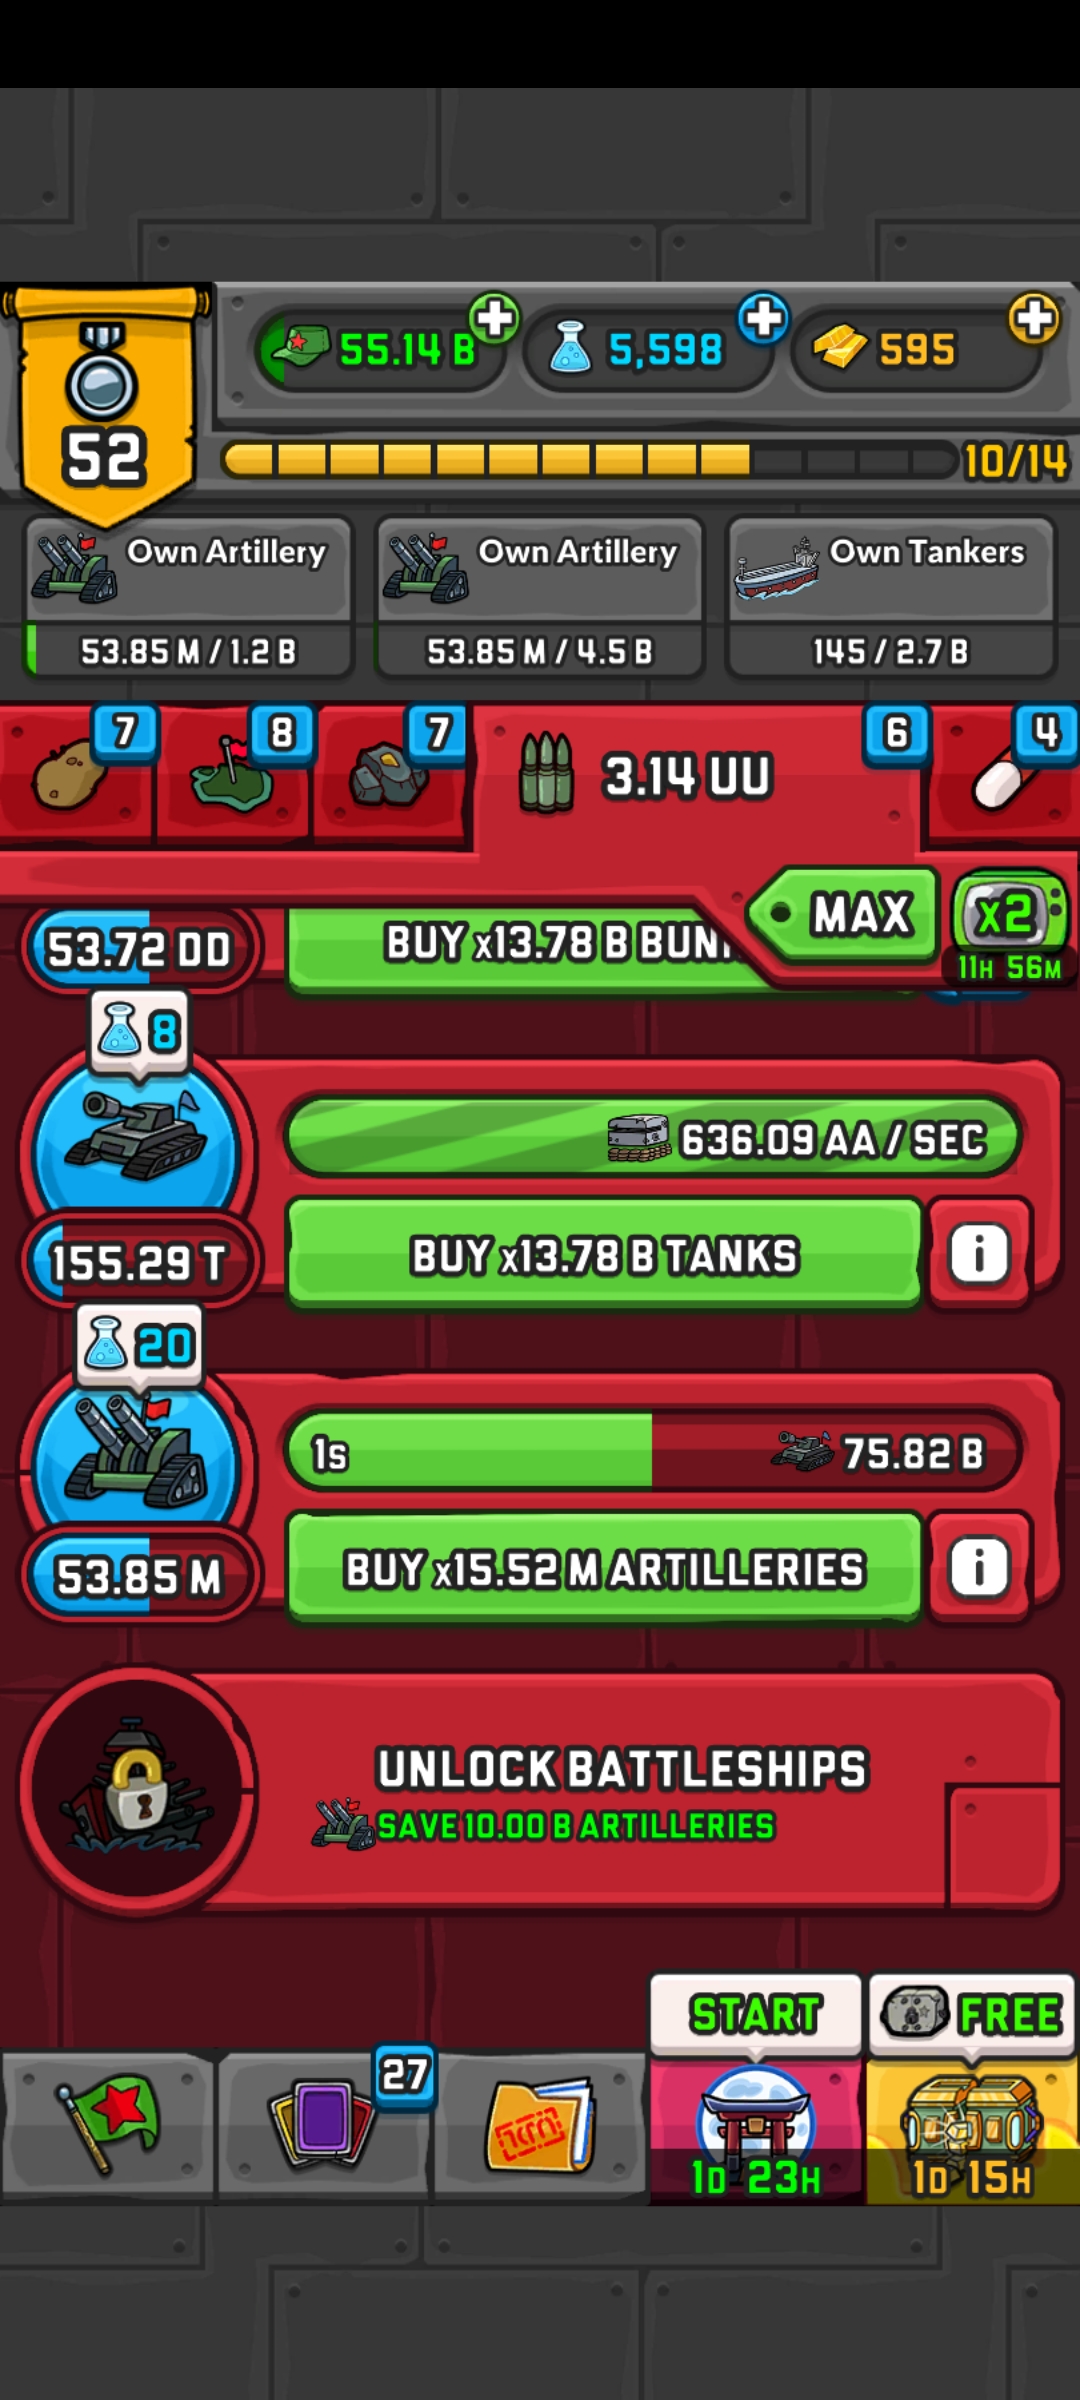 55.14 B
5,598
595
52
10/14
Own Artillery
53.85 M / 1.2 B
Own Artillery
53.85 M / 4.5 B
Own Tankers
145 / 2.7 B
7
8
7
3.14 UU
6
4
MAX
x2
11H 56M
53.72 DD
BUY x13.78 B BUN
8
636.09 AA / SEC
155.29 T
BUY x13.78 B TANKS
i
20
1s
75.82 B
53.85 M
BUY x15.52 M ARTILLERIES
i
UNLOCK BATTLESHIPS
SAVE 10.00 B ARTILLERIES
START
FREE
27
1D 23H
1D 15H